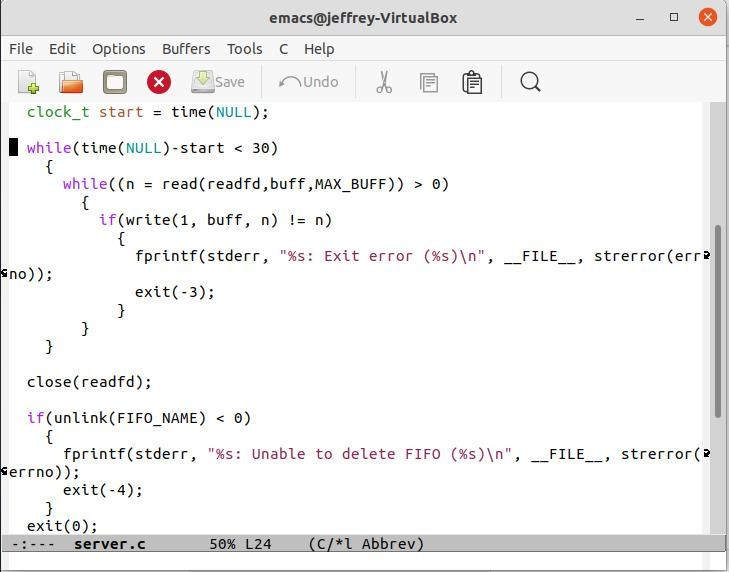 emacs@jeffrey-VirtualBox
File Edit Options Buffers Tools C Help
Save Undo
clock_t start = time(NULL);
while(time(NULL)-start < 30)
{
while((n = read(readfd,buff,MAX_BUFF)) > 0)
{
if(write(1, buff, n) != n)
{
fprintf(stderr, "%s: Exit error (%s)\n", __FILE__, strerror(err
no));
exit(-3);
}
}
}
close(readfd);
if(unlink(FIFO_NAME) < 0)
{
fprintf(stderr, "%s: Unable to delete FIFO (%s)\n", __FILE__, strerror(
errno));
exit(-4);
}
exit(0);
-:--- server.c 50% L24 (C/*l Abbrev)